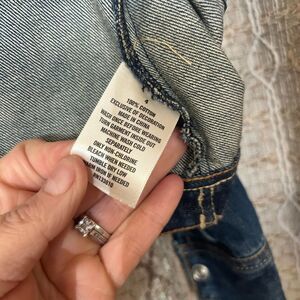 4
100% COTTON
EXCLUSIVE OF DECORATION
MADE IN CHINA
WASH ONCE BEFORE WEARING
TURN GARMENT INSIDE OUT
MACHINE WASH COLD
SEPARATELY
ONLY NON-CHLORINE
BLEACH WHEN NEEDED
TUMBLE DRY LOW
WARM IRON IF NEEDED